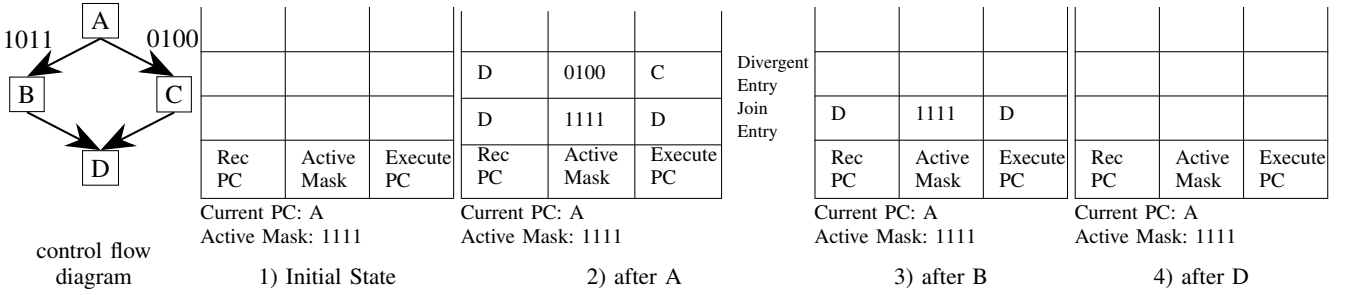 A
1011
0100
B
C
D
control flow
diagram
Rec PC
Active Mask
Execute PC
Current PC: A
Active Mask: 1111
1) Initial State
D 0100 C
D 1111 D
Rec PC
Active Mask
Execute PC
Current PC: A
Active Mask: 1111
2) after A
Divergent
Entry
Join
Entry
D 1111 D
Rec PC
Active Mask
Execute PC
Current PC: A
Active Mask: 1111
3) after B
Rec PC
Active Mask
Execute PC
Current PC: A
Active Mask: 1111
4) after D